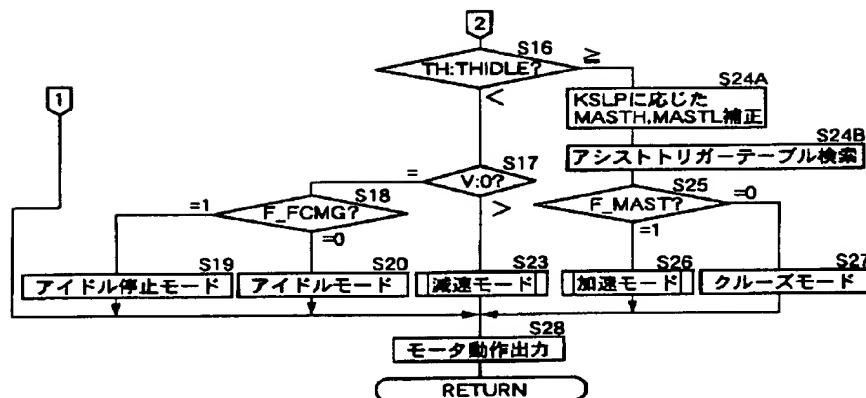 2
S16
TH:THIDLE?
≧
<
1
S24A
KSLPに応じた
MASTH,MASTL補正
S24B
アシストトリガーテーブル検索
S17
V:0?
=
>
S18
F_FCMG?
=1
=0
S25
F_MAST?
=0
=1
S19
アイドル停止モード
S20
アイドルモード
S23
減速モード
S26
加速モード
S27
クルーズモード
S28
モータ動作出力
RETURN